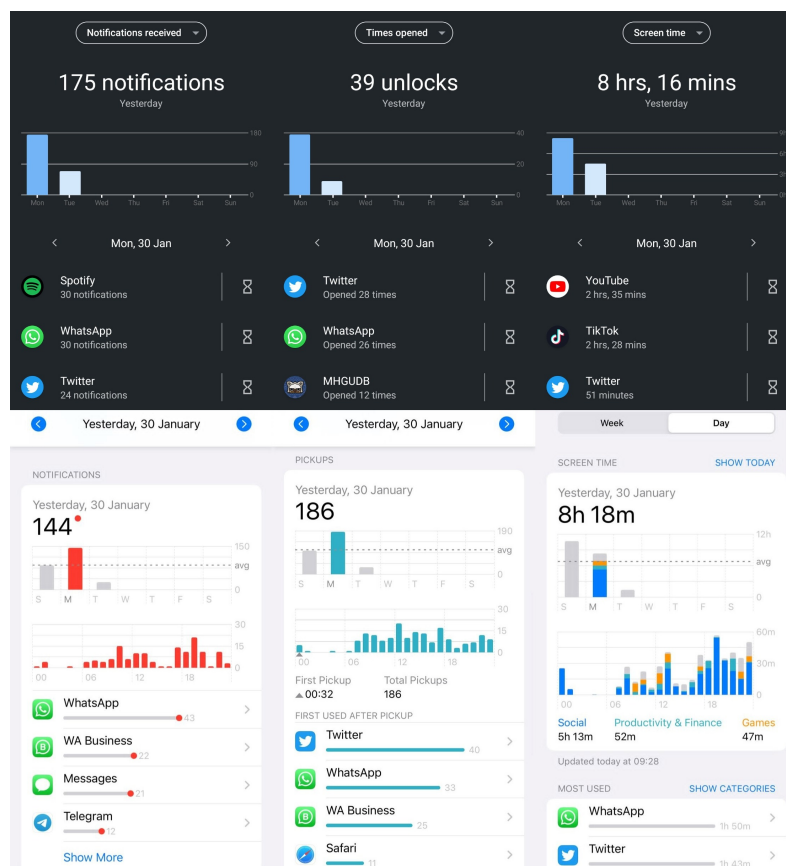 Notifications received
175 notifications
Yesterday
180
90
0
Mon Tue Wed Thu Fri Sat Sun
Mon, 30 Jan
Spotify
30 notifications
WhatsApp
30 notifications
Twitter
24 notifications
Times opened
39 unlocks
Yesterday
40
20
0
Mon Tue Wed Thu Fri Sat Sun
Mon, 30 Jan
Twitter
Opened 28 times
WhatsApp
Opened 26 times
MHGUDB
Opened 12 times
Screen time
8 hrs, 16 mins
Yesterday
9h
6h
3h
0h
Mon Tue Wed Thu Fri Sat Sun
Mon, 30 Jan
YouTube
2 hrs, 35 mins
TikTok
2 hrs, 28 mins
Twitter
51 minutes
Yesterday, 30 January
NOTIFICATIONS
Yesterday, 30 January
144
150
avg
0
S M T W T F S
30
15
0
00 06 12 18
WhatsApp
43
WA Business
22
Messages
21
Telegram
12
Show More
Yesterday, 30 January
PICKUPS
Yesterday, 30 January
186
190
avg
0
S M T W T F S
30
15
0
00 06 12 18
First Pickup Total Pickups
00:32 186
FIRST USED AFTER PICKUP
Twitter
40
WhatsApp
33
WA Business
25
Safari
11
Week Day
SCREEN TIME SHOW TODAY
Yesterday, 30 January
8h 18m
12h
avg
0
S M T W T F S
60m
30m
0
00 06 12 18
Social Productivity & Finance Games
5h 13m 52m 47m
Updated today at 09:28
MOST USED SHOW CATEGORIES
WhatsApp
1h 50m
Twitter
1h 43m